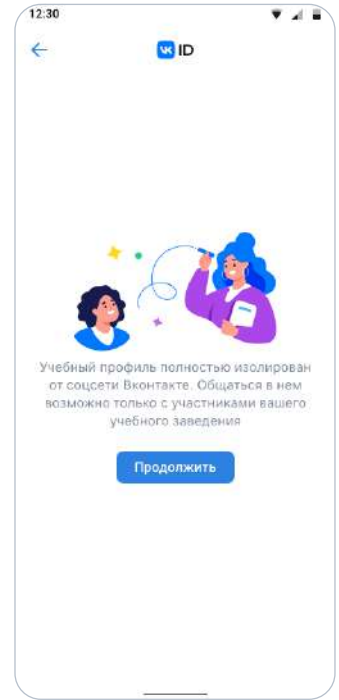 12:30
VK ID
Учебный профиль полностью изолирован
от соцсети Вконтакте. Общаться в нем
возможно только с участниками вашего
учебного заведения
Продолжить